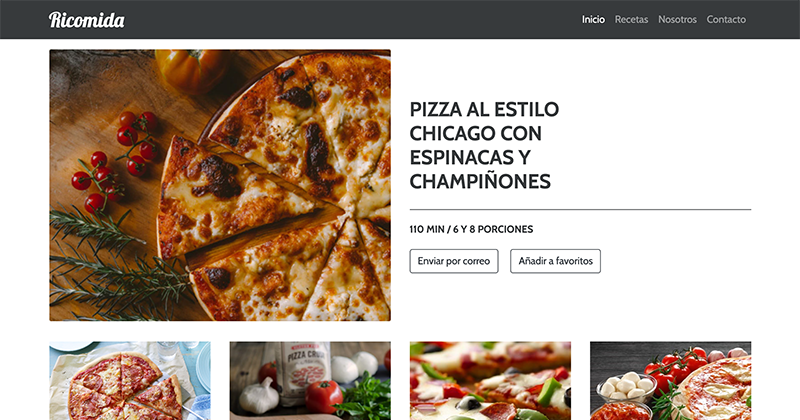 Ricomida
Inicio Recetas Nosotros Contacto
PIZZA AL ESTILO
CHICAGO CON
ESPINACAS Y
CHAMPIÑONES
110 MIN / 6 Y 8 PORCIONES
Enviar por correo Añadir a favoritos
PIZZA